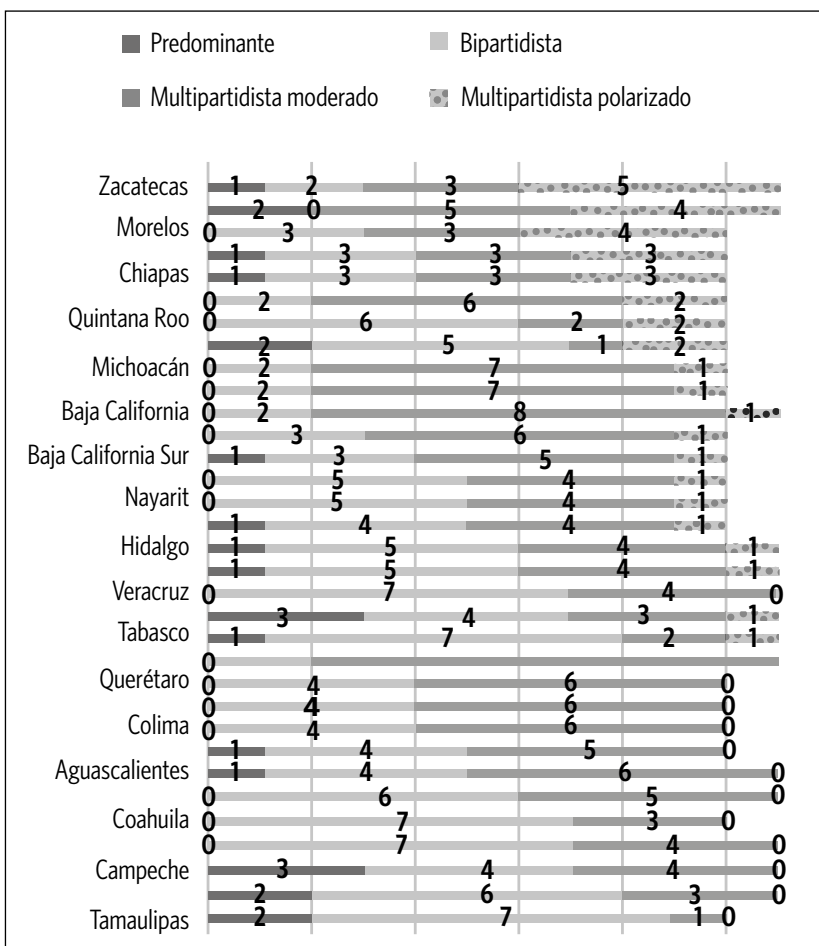 Predominante Bipartidista
Multipartidista moderado Multipartidista polarizado
Zacatecas 1 2 3 5
2 0 5 4
Morelos 0 3 3 4
1 3 3 3
Chiapas 1 3 3 3
0 2 6 2
Quintana Roo 0 6 2 2
2 5 1 2
Michoacán 0 2 7 1
0 2 7 1
Baja California 0 2 8 1
0 3 6 1
Baja California Sur 1 3 5 1
0 5 4 1
Nayarit 0 5 4 1
1 4 4 1
Hidalgo 1 5 4 1
1 5 4 1
Veracruz 0 7 4 0
3 4 3 1
Tabasco 1 7 2 1
0
Querétaro 0 4 6 0
0 4 6 0
Colima 0 4 6 0
1 4 5 0
Aguascalientes 1 4 6 0
0 6 5 0
Coahuila 0 7 3 0
0 7 4 0
Campeche 3 4 4 0
2 6 3 0
Tamaulipas 2 7 1 0